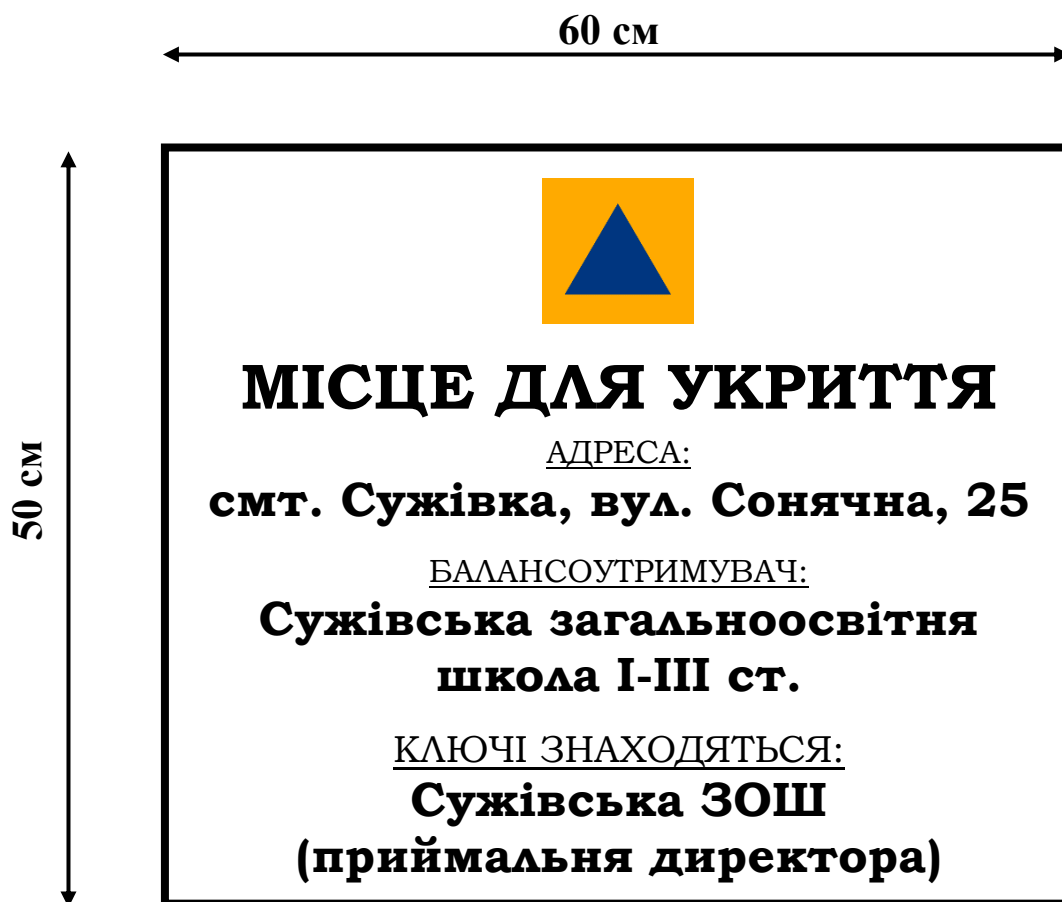 60 см
50 см
МІСЦЕ ДЛЯ УКРИТТЯ
АДРЕСА:
смт. Сужівка, вул. Сонячна, 25
БАЛАНСОУТРИМУВАЧ:
Сужівська загальноосвітня
школа І-ІІІ ст.
КЛЮЧІ ЗНАХОДЯТЬСЯ:
Сужівська ЗОШ
(приймальня директора)